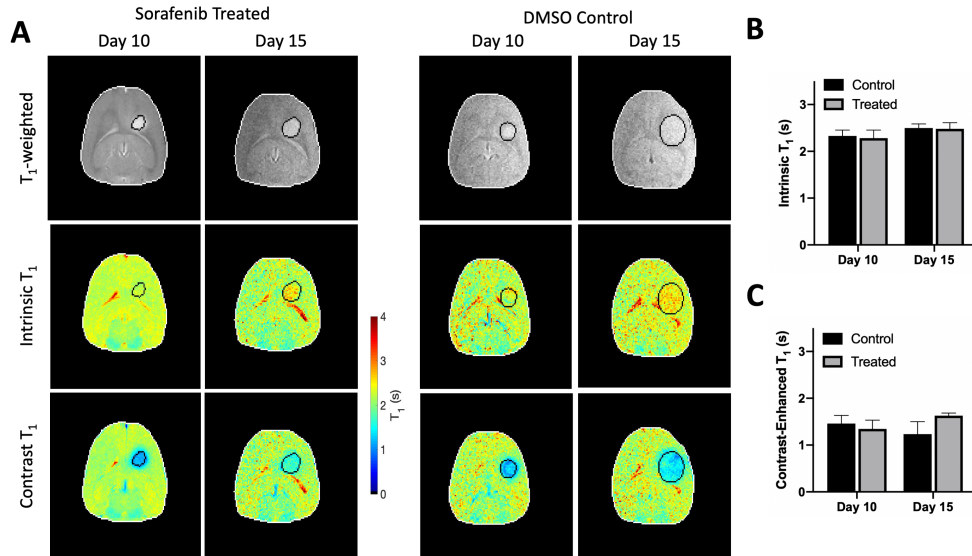 A
Sorafenib Treated
Day 10
Day 15
DMSO Control
Day 10
Day 15
T1-weighted
Intrinsic T1
Contrast T1
4
3
2
1
0
T1 (s)
B
Control
Treated
Intrinsic T1 (s)
3
2
1
0
Day 10
Day 15
C
Control
Treated
Contrast-Enhanced T1 (s)
3
2
1
0
Day 10
Day 15